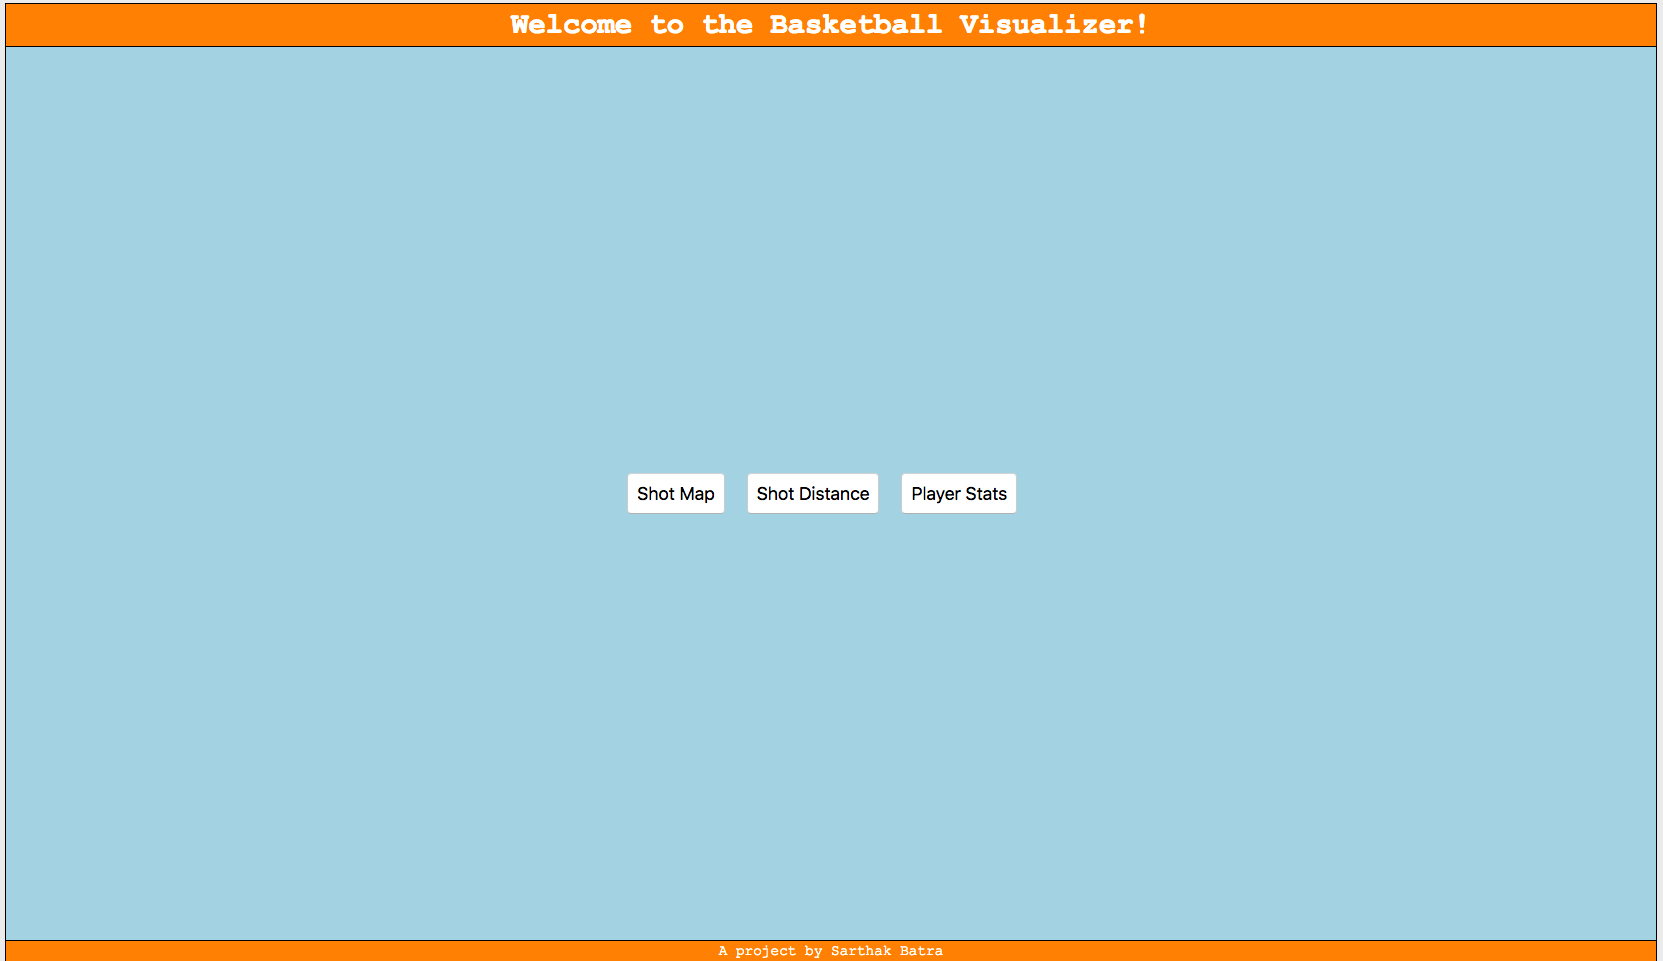 Welcome to the Basketball Visualizer!
Shot Map
Shot Distance
Player Stats
A project by Sarthak Batra